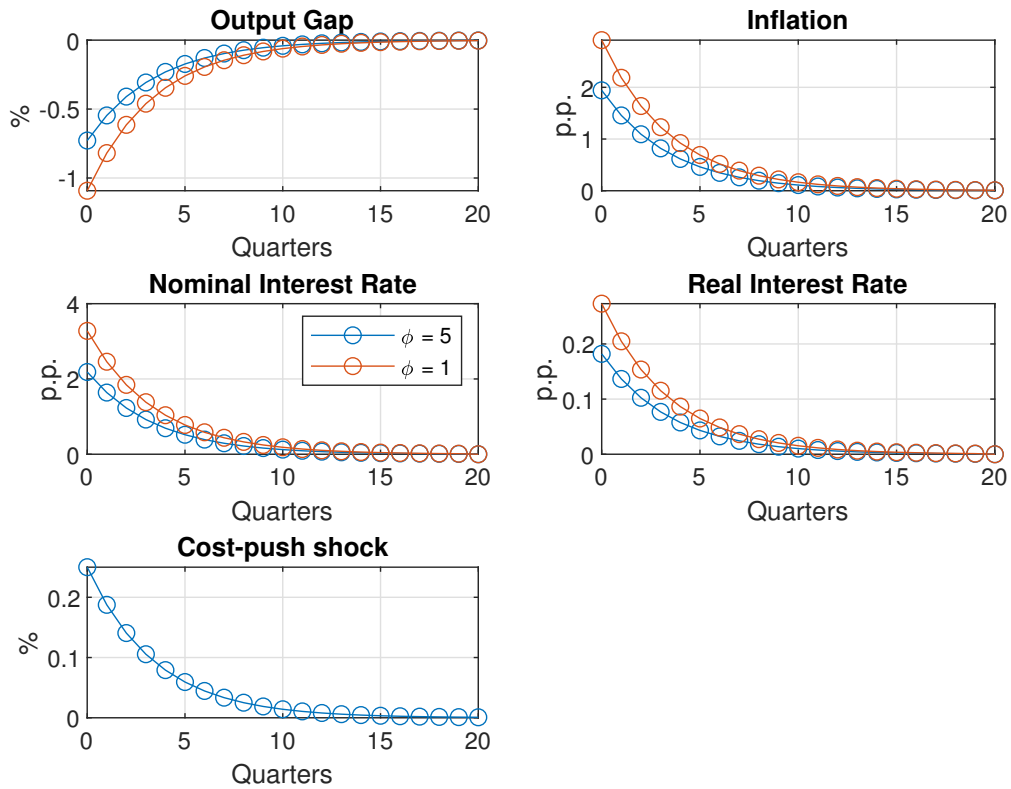 Output Gap
%
0
-0.5
-1
0 5 10 15 20
Quarters
Inflation
p.p.
2
1
0
0 5 10 15 20
Quarters
Nominal Interest Rate
p.p.
4
2
0
ϕ = 5
ϕ = 1
0 5 10 15 20
Quarters
Real Interest Rate
p.p.
0.2
0.1
0
0 5 10 15 20
Quarters
Cost-push shock
%
0.2
0.1
0
0 5 10 15 20
Quarters